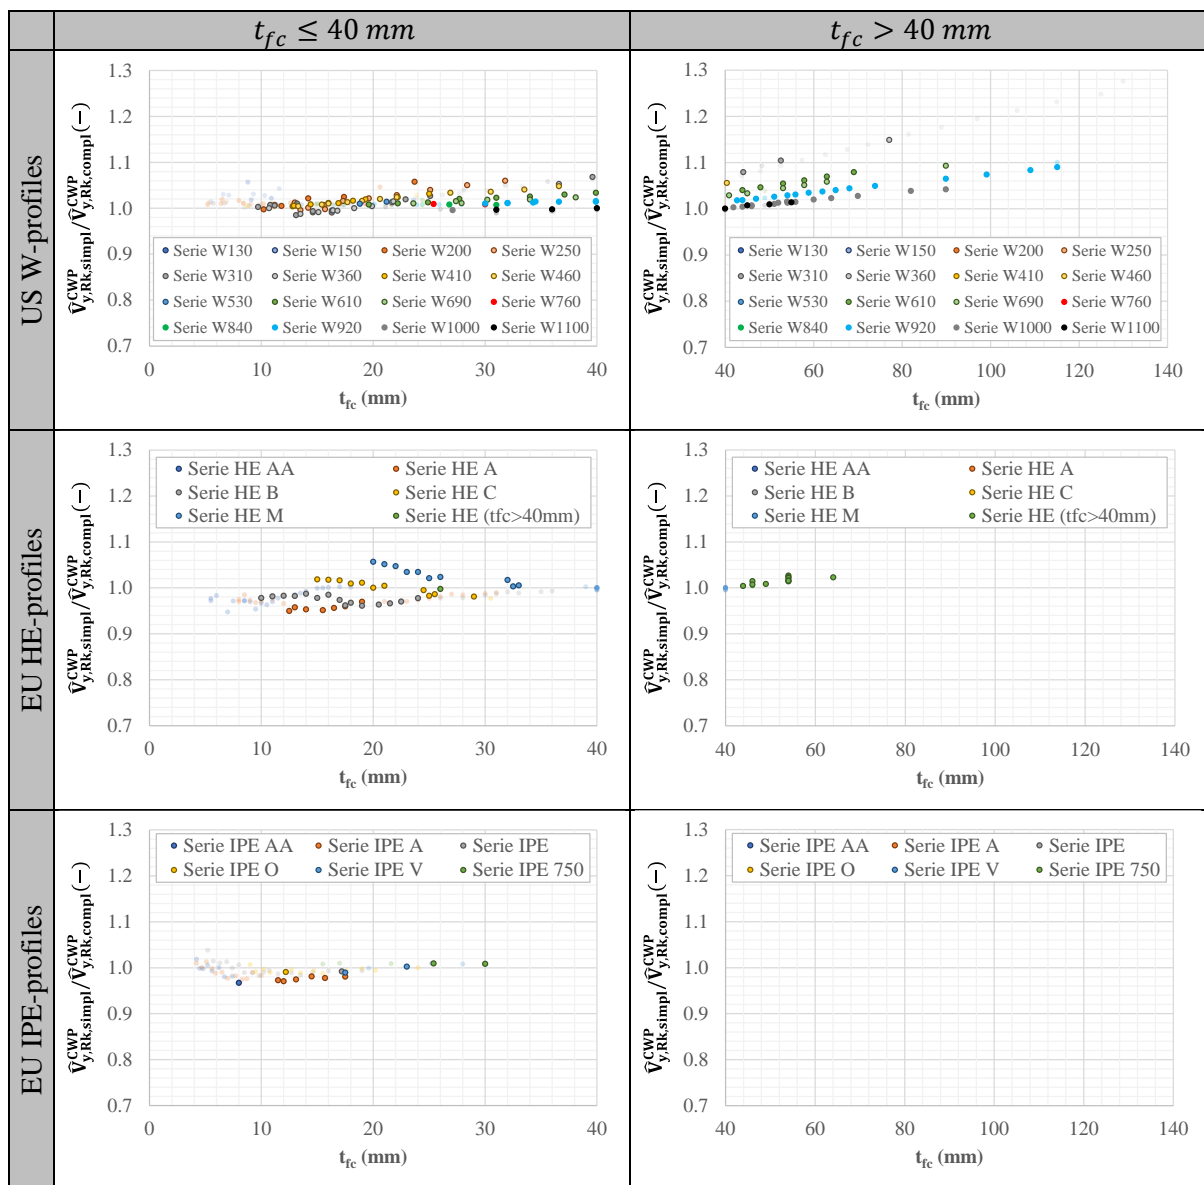 t_fc ≤ 40 mm
t_fc > 40 mm
US W-profiles
V̂^CWP_y,Rk,simpl/V̂^CWP_y,Rk,compl(−)
1.3
1.2
1.1
1.0
0.9
0.8
0.7
Serie W130 Serie W150 Serie W200 Serie W250
Serie W310 Serie W360 Serie W410 Serie W460
Serie W530 Serie W610 Serie W690 Serie W760
Serie W840 Serie W920 Serie W1000 Serie W1100
0 10 20 30 40
t_fc (mm)
V̂^CWP_y,Rk,simpl/V̂^CWP_y,Rk,compl(−)
1.3
1.2
1.1
1.0
0.9
0.8
0.7
Serie W130 Serie W150 Serie W200 Serie W250
Serie W310 Serie W360 Serie W410 Serie W460
Serie W530 Serie W610 Serie W690 Serie W760
Serie W840 Serie W920 Serie W1000 Serie W1100
40 60 80 100 120 140
t_fc (mm)
EU HE-profiles
V̂^CWP_y,Rk,simpl/V̂^CWP_y,Rk,compl(−)
1.3
1.2
1.1
1.0
0.9
0.8
0.7
Serie HE AA Serie HE A
Serie HE B Serie HE C
Serie HE M Serie HE (tfc>40mm)
0 10 20 30 40
t_fc (mm)
V̂^CWP_y,Rk,simpl/V̂^CWP_y,Rk,compl(−)
1.3
1.2
1.1
1.0
0.9
0.8
0.7
Serie HE AA Serie HE A
Serie HE B Serie HE C
Serie HE M Serie HE (tfc>40mm)
40 60 80 100 120 140
t_fc (mm)
EU IPE-profiles
V̂^CWP_y,Rk,simpl/V̂^CWP_y,Rk,compl(−)
1.3
1.2
1.1
1.0
0.9
0.8
0.7
Serie IPE AA Serie IPE A Serie IPE
Serie IPE O Serie IPE V Serie IPE 750
0 10 20 30 40
t_fc (mm)
V̂^CWP_y,Rk,simpl/V̂^CWP_y,Rk,compl(−)
1.3
1.2
1.1
1.0
0.9
0.8
0.7
Serie IPE AA Serie IPE A Serie IPE
Serie IPE O Serie IPE V Serie IPE 750
40 60 80 100 120 140
t_fc (mm)